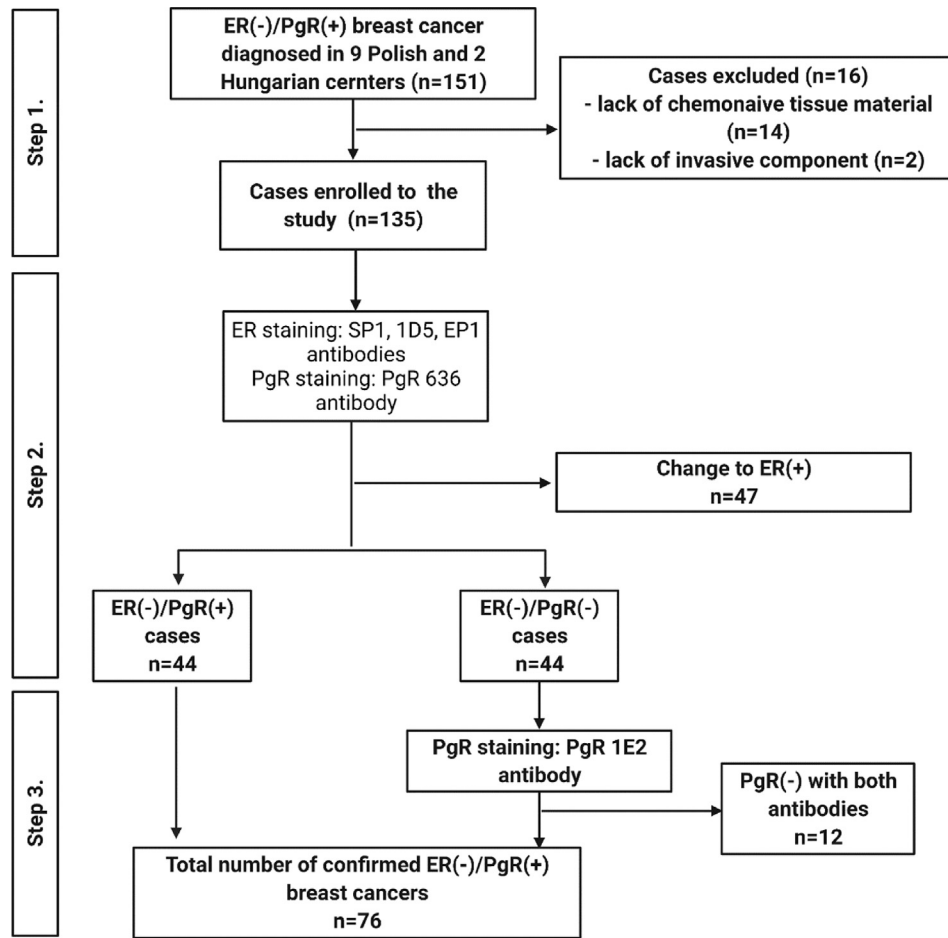 Step 1.
ER(-)/PgR(+) breast cancer
diagnosed in 9 Polish and 2
Hungarian cernters (n=151)
Cases excluded (n=16)
- lack of chemonaive tissue material
(n=14)
- lack of invasive component (n=2)
Cases enrolled to the
study (n=135)
Step 2.
ER staining: SP1, 1D5, EP1
antibodies
PgR staining: PgR 636
antibody
Change to ER(+)
n=47
ER(-)/PgR(+)
cases
n=44
ER(-)/PgR(-)
cases
n=44
Step 3.
PgR staining: PgR 1E2
antibody
PgR(-) with both
antibodies
n=12
Total number of confirmed ER(-)/PgR(+)
breast cancers
n=76